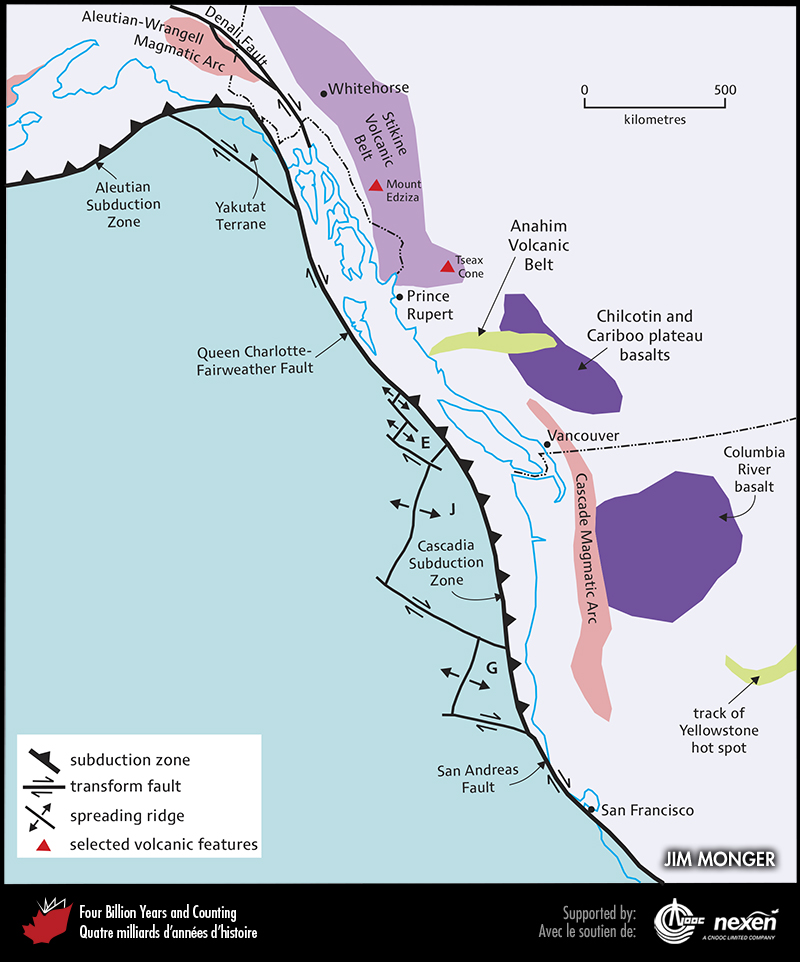 Aleutian-Wrangell
Magmatic Arc
Denali Fault
Whitehorse
0
500
kilometres
Stikine
Volcanic
Belt
Mount
Edziza
Aleutian
Subduction
Zone
Yakutat
Terrane
Anahim
Volcanic
Belt
Tseax
Cone
Prince
Rupert
Chilcotin and
Cariboo plateau
basalts
Queen Charlotte-
Fairweather Fault
E
Vancouver
Columbia
River
basalt
J
Cascade Magmatic Arc
Cascadia
Subduction
Zone
G
track of
Yellowstone
hot spot
San Andreas
Fault
San Francisco
subduction zone
transform fault
spreading ridge
selected volcanic features
JIM MONGER
Four Billion Years and Counting
Quatre milliards d'années d'histoire
Supported by:
Avec le soutien de:
CNOOC
nexen
A CNOOC LIMITED COMPANY